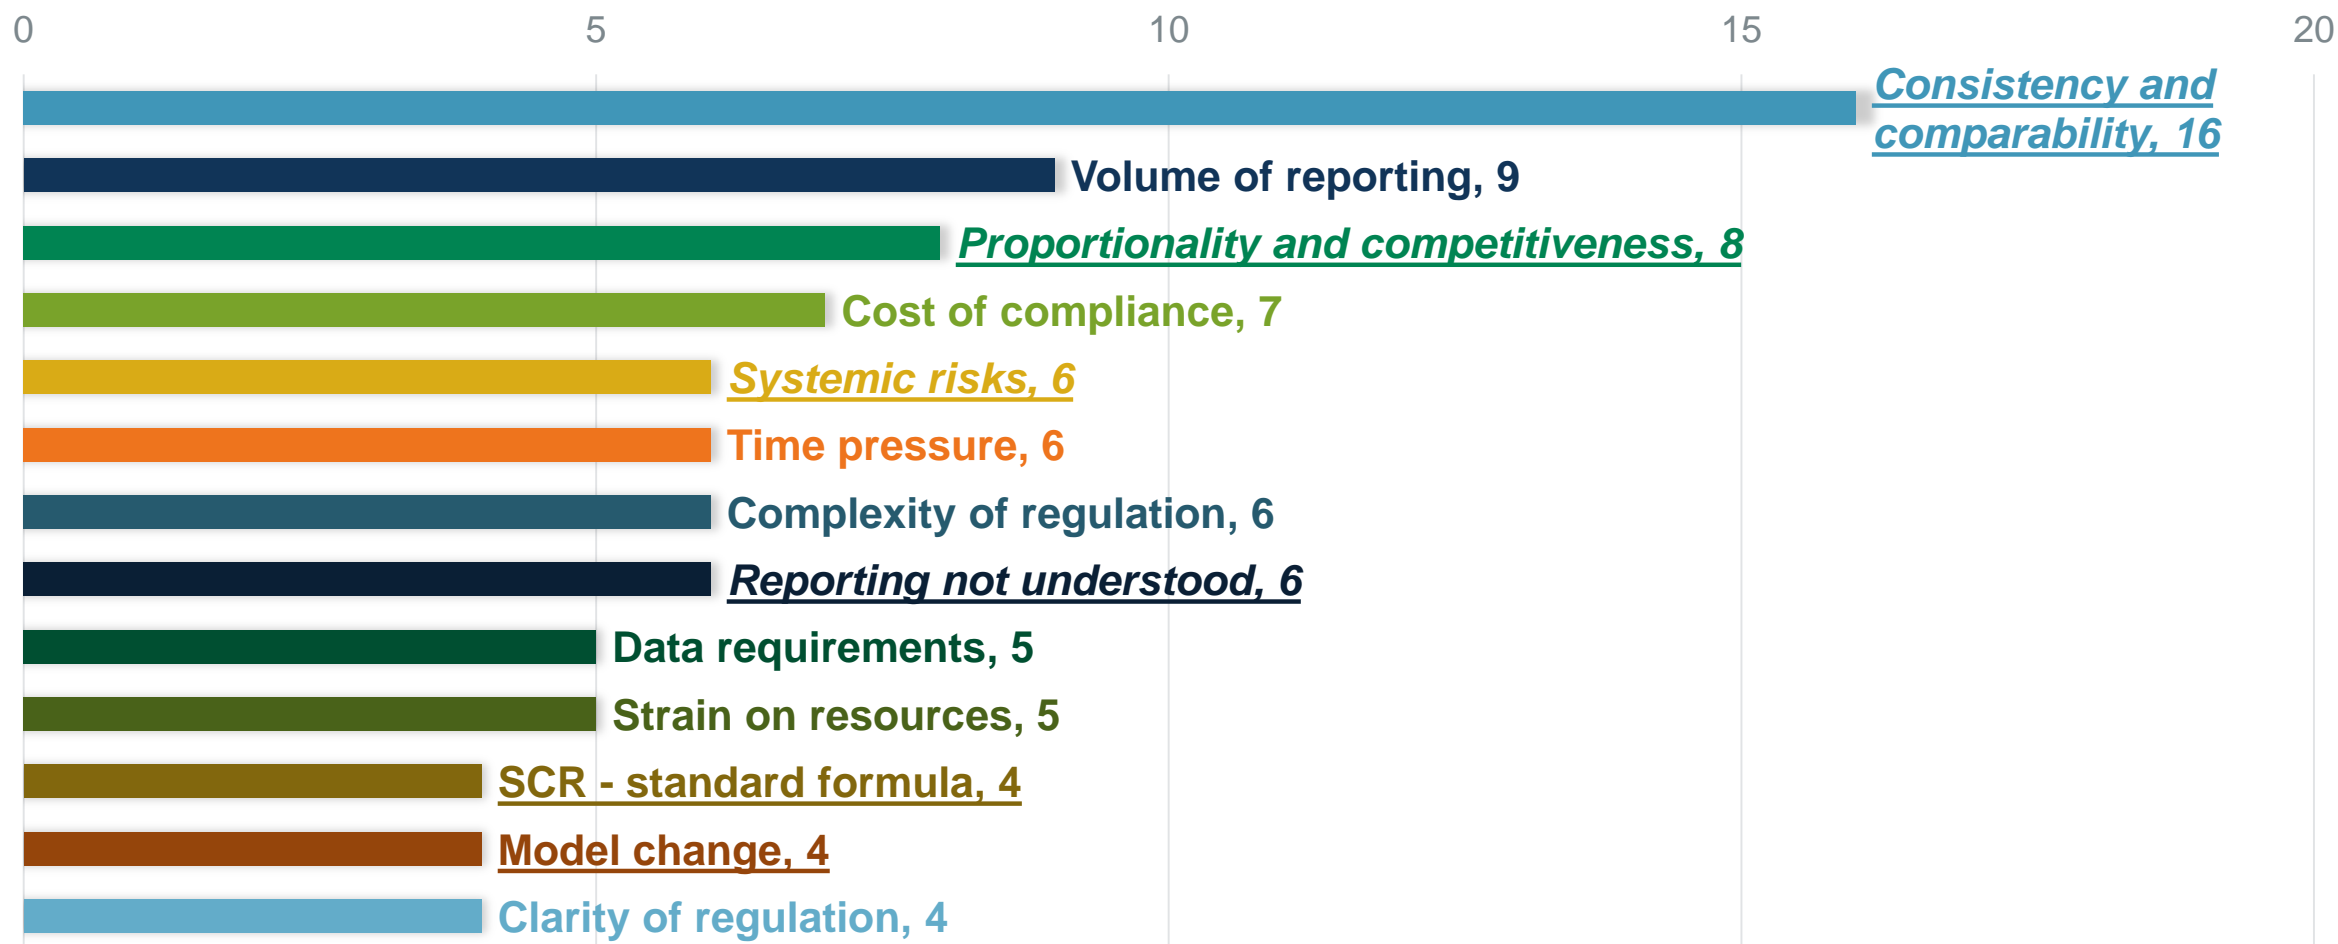 0 5 10 15 20
Consistency and
comparability, 16
Volume of reporting, 9
Proportionality and competitiveness, 8
Cost of compliance, 7
Systemic risks, 6
Time pressure, 6
Complexity of regulation, 6
Reporting not understood, 6
Data requirements, 5
Strain on resources, 5
SCR - standard formula, 4
Model change, 4
Clarity of regulation, 4